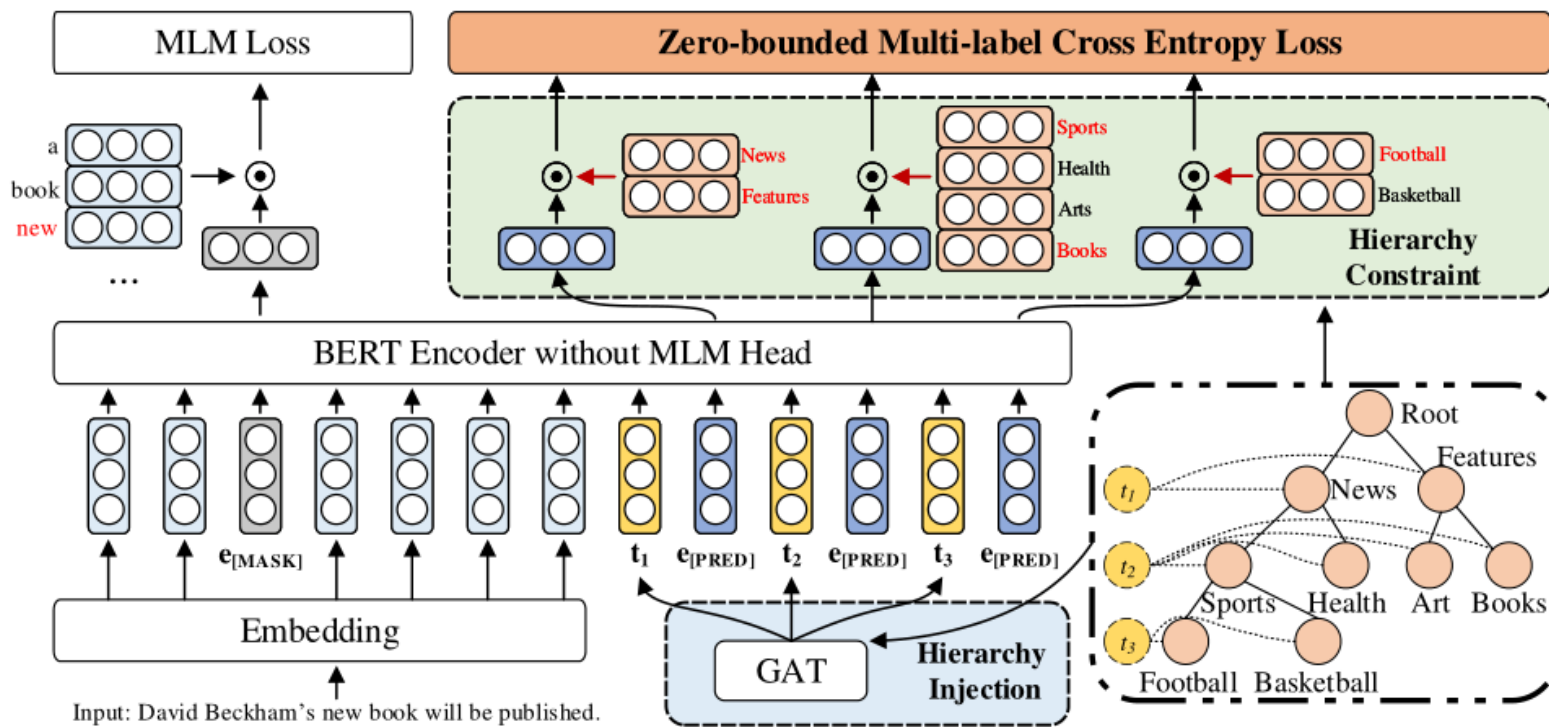 MLM Loss
Zero-bounded Multi-label Cross Entropy Loss
a
book
new
...
News
Features
Sports
Health
Arts
Books
Football
Basketball
Hierarchy
Constraint
BERT Encoder without MLM Head
e[MASK]
t1
e[PRED]
t2
e[PRED]
t3
e[PRED]
Embedding
GAT
Hierarchy
Injection
Input: David Beckham's new book will be published.
Root
Features
t1
News
t2
Sports
Health
Art
Books
t3
Football
Basketball